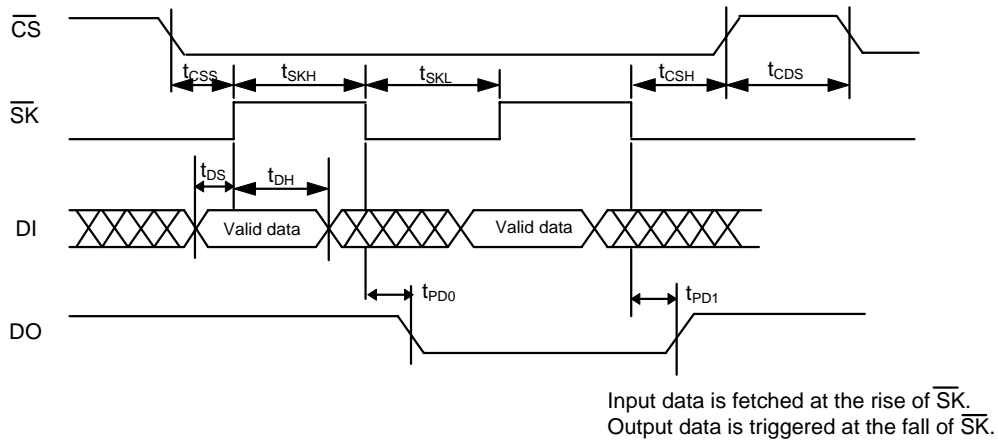 CS
tCSS tSKH tSKL tCSH tCDS
SK
tDS tDH
DI Valid data Valid data
tPD0 tPD1
DO
Input data is fetched at the rise of SK.
Output data is triggered at the fall of SK.